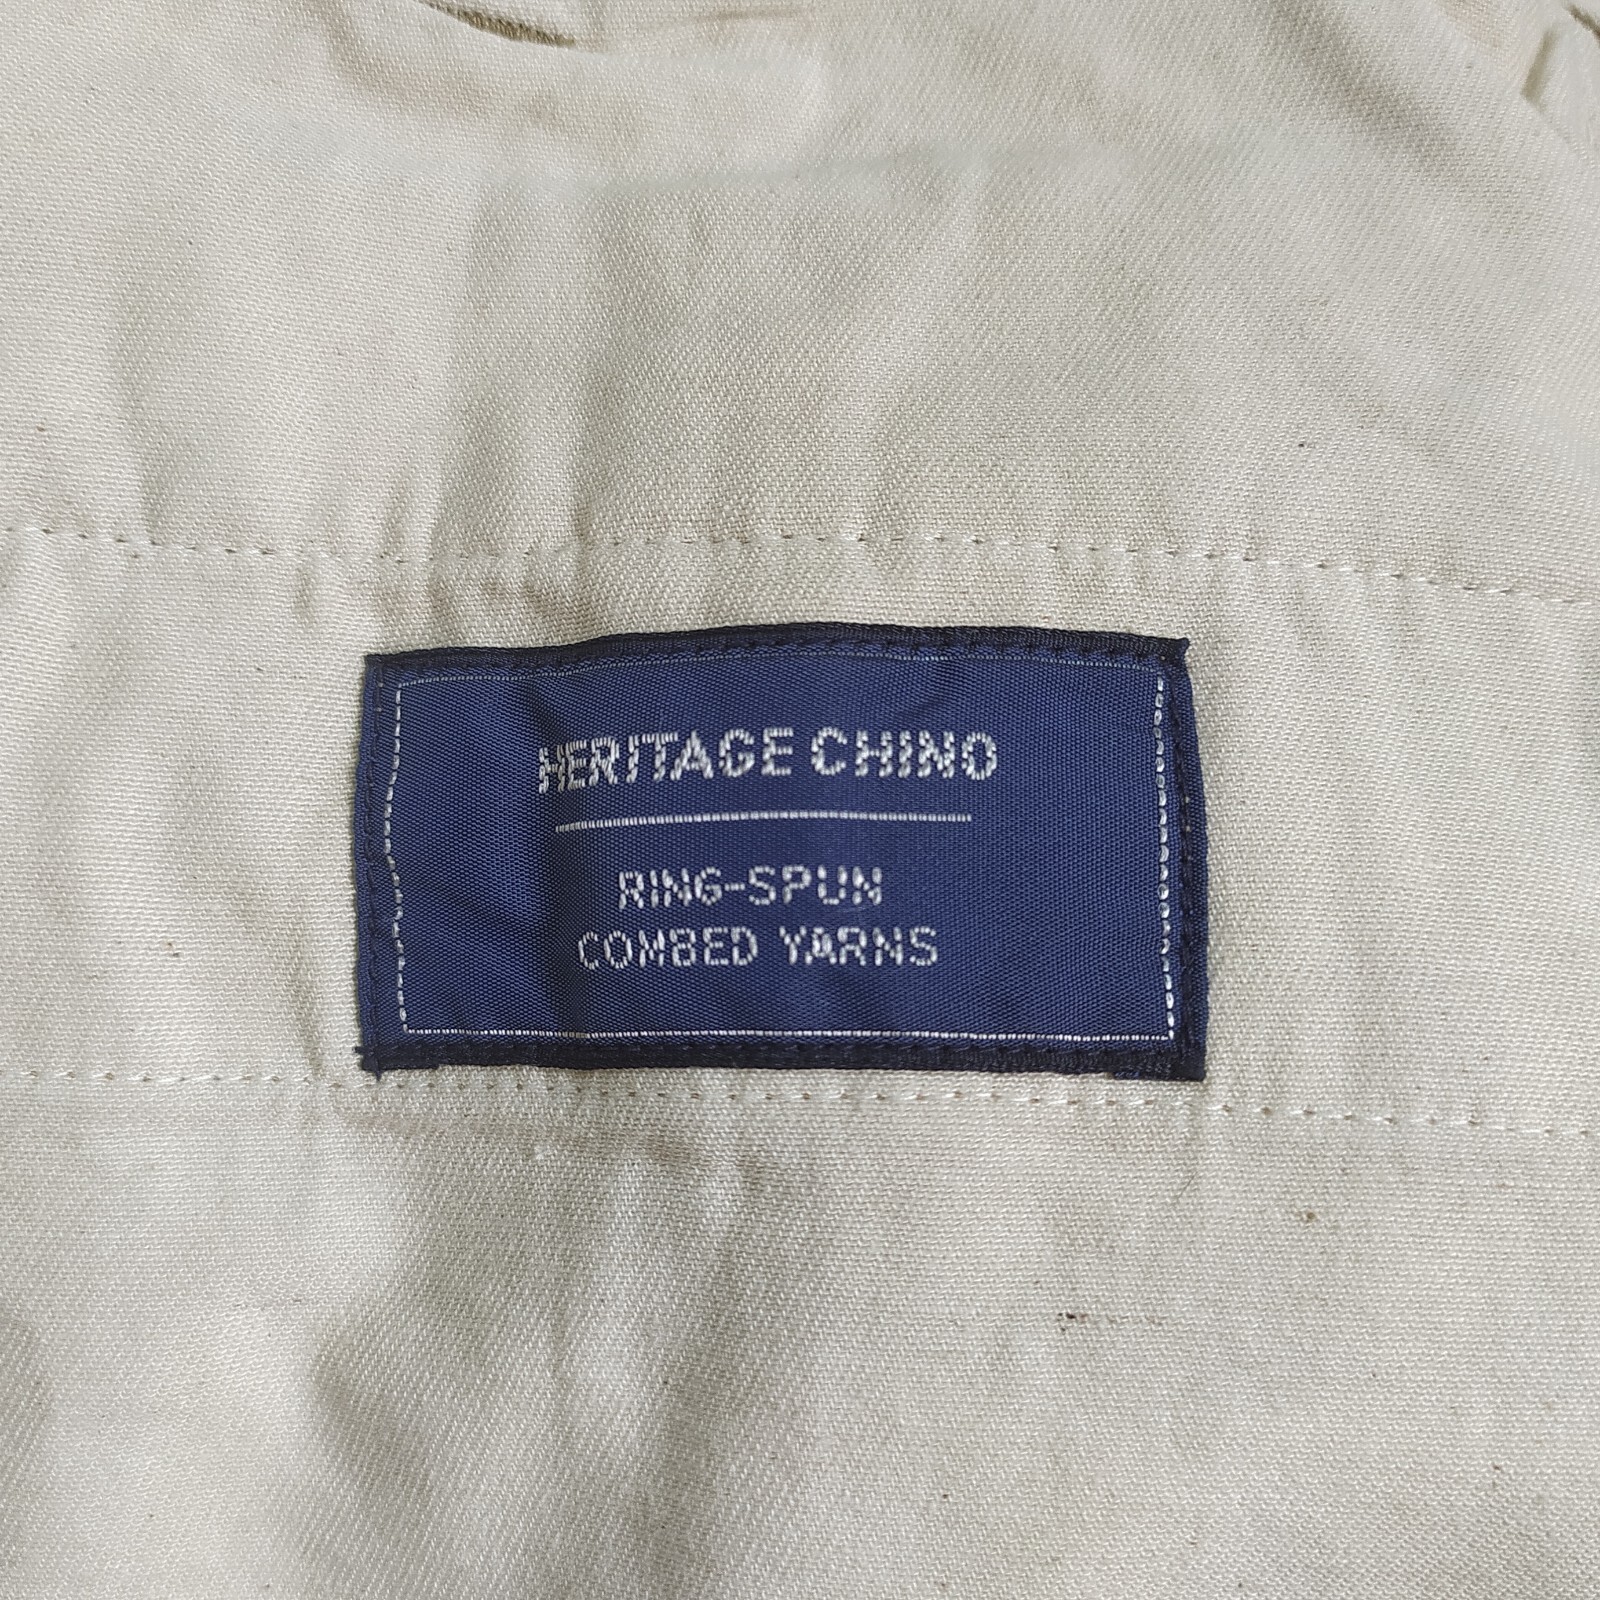 HERITAGE CHINO
RING-SPUN
COMBED YARNS